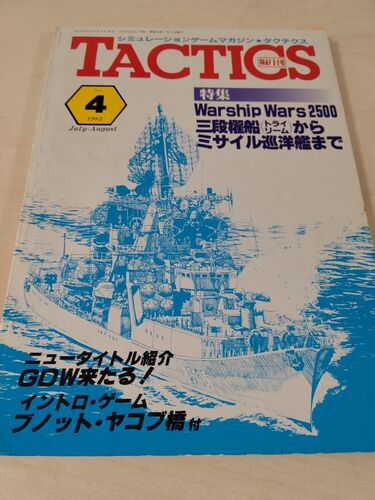 シミュレーションゲームマガジン★タクテクス
TACTICS
隔月刊号
No.
4
1982
July-August
特集
Warship Wars 2500
三段櫂船(トライリーム)から
ミサイル巡洋艦まで
ニュータイトル紹介
GDW来たる!
イントロ・ゲーム
ブノット・ヤコブ橋付